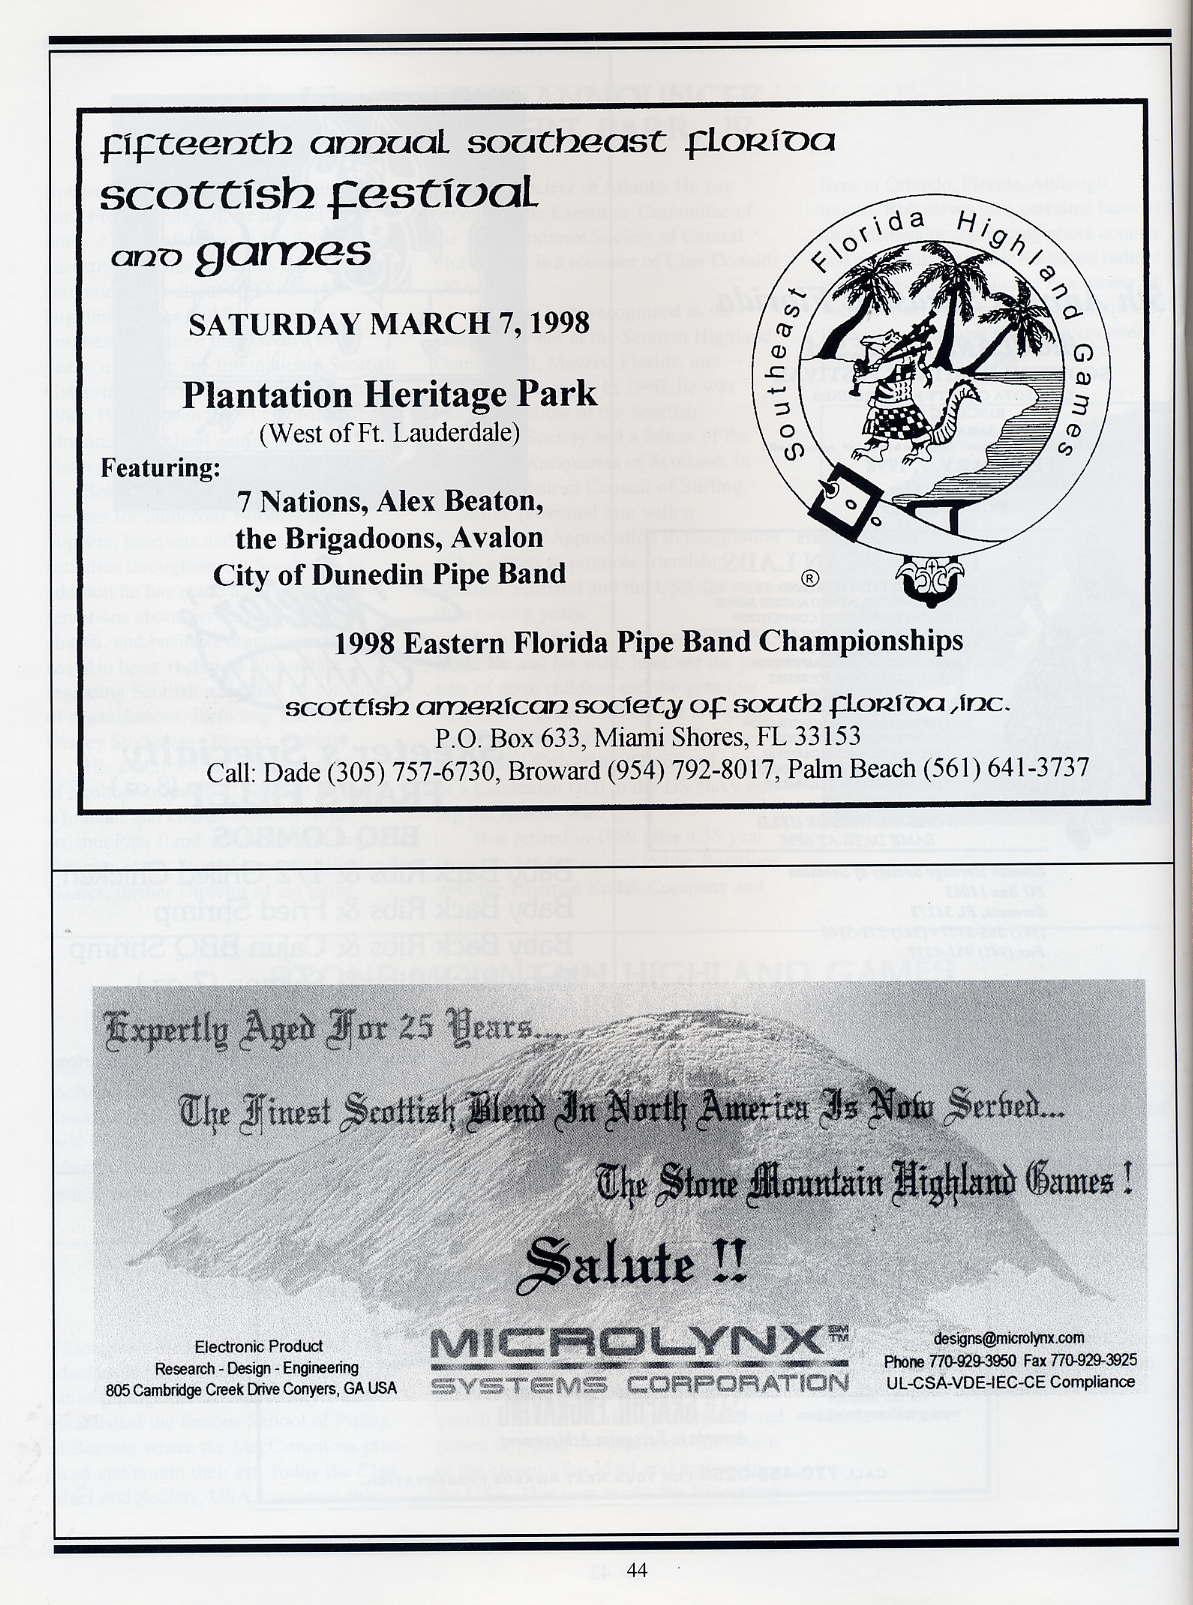 fifteenth annual southeast florida
scottish festival
and games
SATURDAY MARCH 7, 1998
Plantation Heritage Park
(West of Ft. Lauderdale)
Featuring:
7 Nations, Alex Beaton,
the Brigadoons, Avalon
City of Dunedin Pipe Band
Southeast Florida Highland Games
®
1998 Eastern Florida Pipe Band Championships
scottish american society of south florida, inc.
P.O. Box 633, Miami Shores, FL 33153
Call: Dade (305) 757-6730, Broward (954) 792-8017, Palm Beach (561) 641-3737
Expertly Aged For 25 Years...
The Finest Scottish Blend In North America Is Now Served...
The Stone Mountain Highland Games !
Salute !!
Electronic Product
Research - Design - Engineering
805 Cambridge Creek Drive Conyers, GA USA
MICROLYNX SM TM
SYSTEMS CORPORATION
designs@microlynx.com
Phone 770-929-3950 Fax 770-929-3925
UL-CSA-VDE-IEC-CE Compliance
44